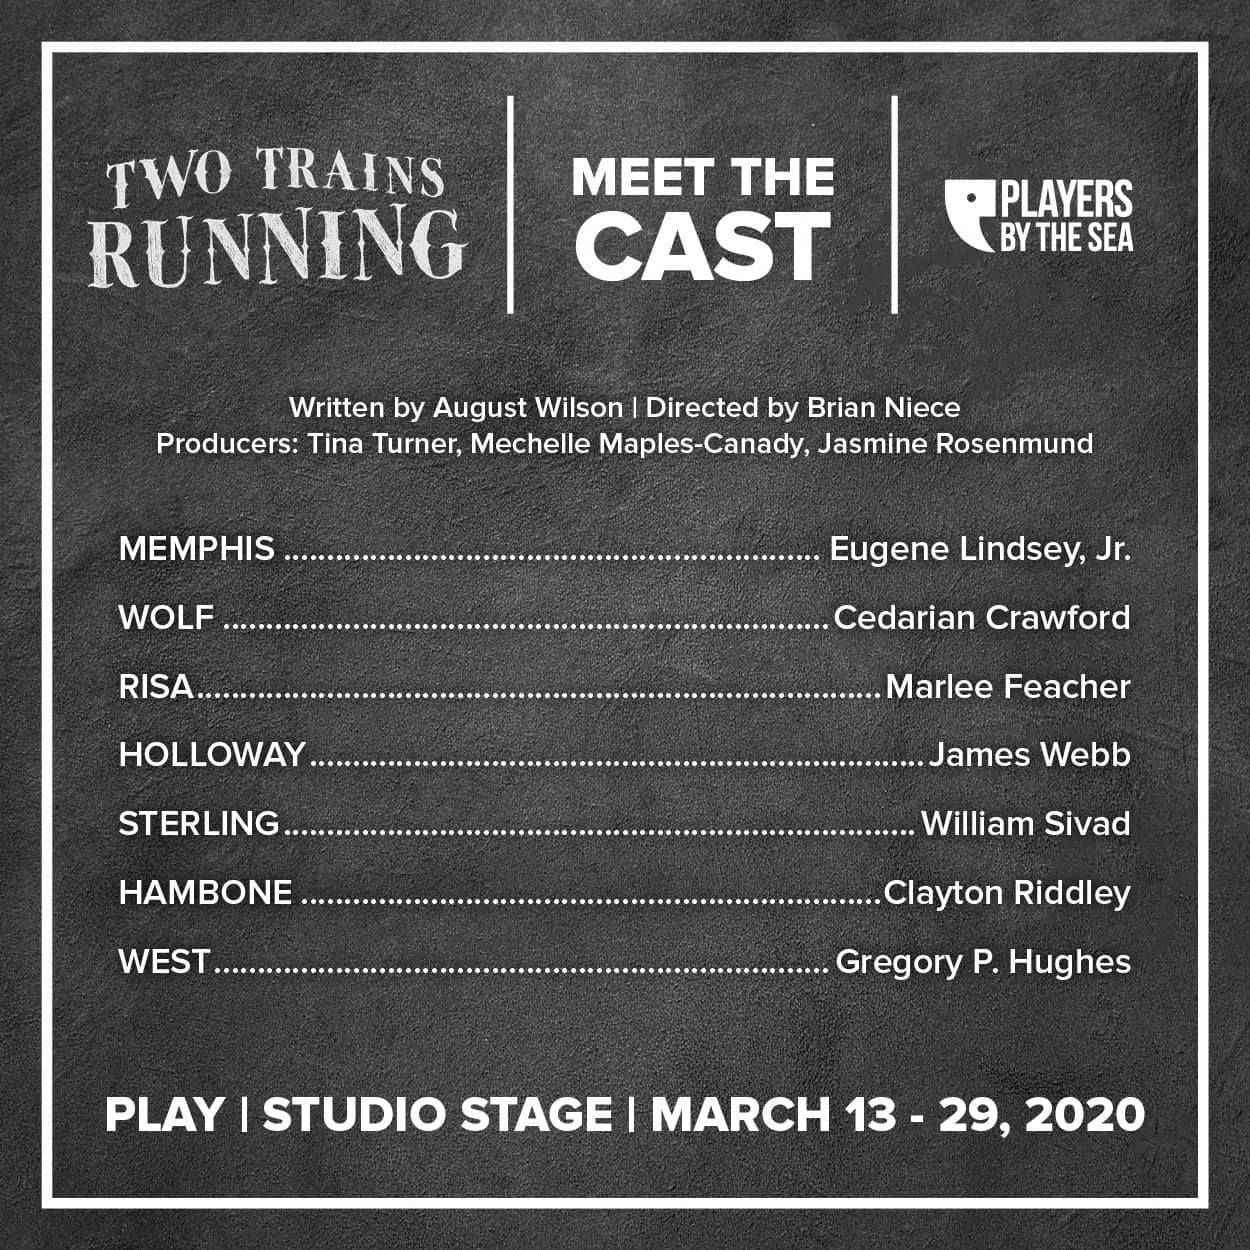 TWO TRAINS
RUNNING
MEET THE
CAST
PLAYERS
BY THE SEA
Written by August Wilson | Directed by Brian Niece
Producers: Tina Turner, Mechelle Maples-Canady, Jasmine Rosenmund
MEMPHIS ............................................................. Eugene Lindsey, Jr.
WOLF .....................................................................Cedarian Crawford
RISA..............................................................................Marlee Feacher
HOLLOWAY......................................................................James Webb
STERLING........................................................................ William Sivad
HAMBONE ..................................................................Clayton Riddley
WEST...................................................................... Gregory P. Hughes
PLAY | STUDIO STAGE | MARCH 13 - 29, 2020